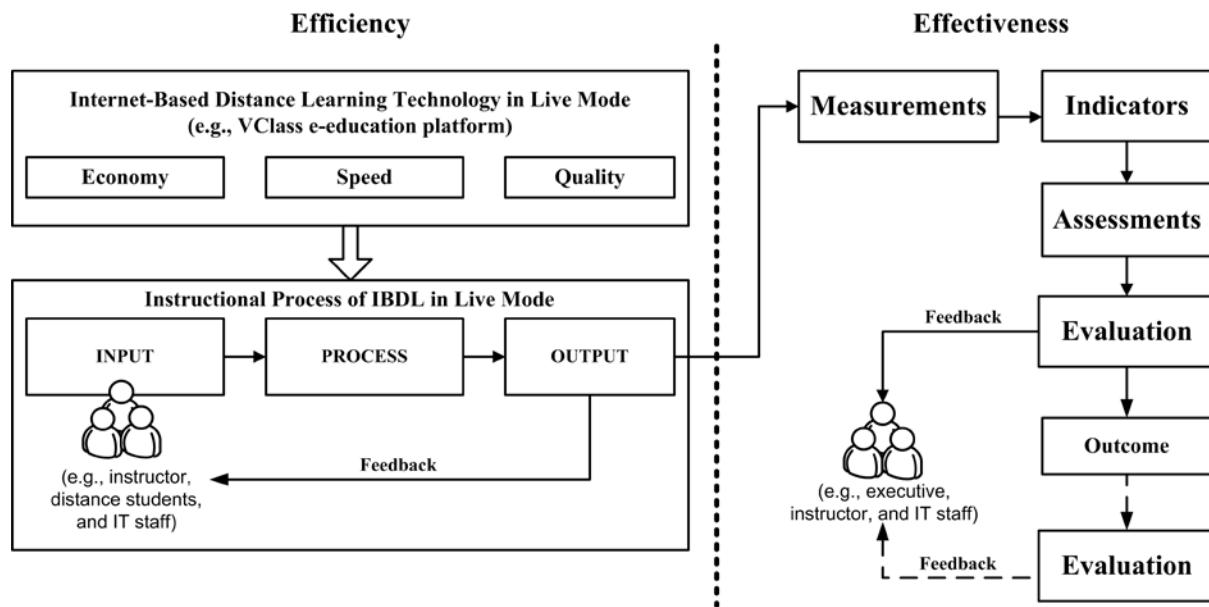 Efficiency
Internet-Based Distance Learning Technology in Live Mode
(e.g., VClass e-education platform)
Economy
Speed
Quality
Instructional Process of IBDL in Live Mode
INPUT
PROCESS
OUTPUT
Feedback
(e.g., instructor,
distance students,
and IT staff)
Effectiveness
Measurements
Indicators
Assessments
Evaluation
Feedback
Outcome
(e.g., executive,
instructor, and IT staff)
Evaluation
Feedback